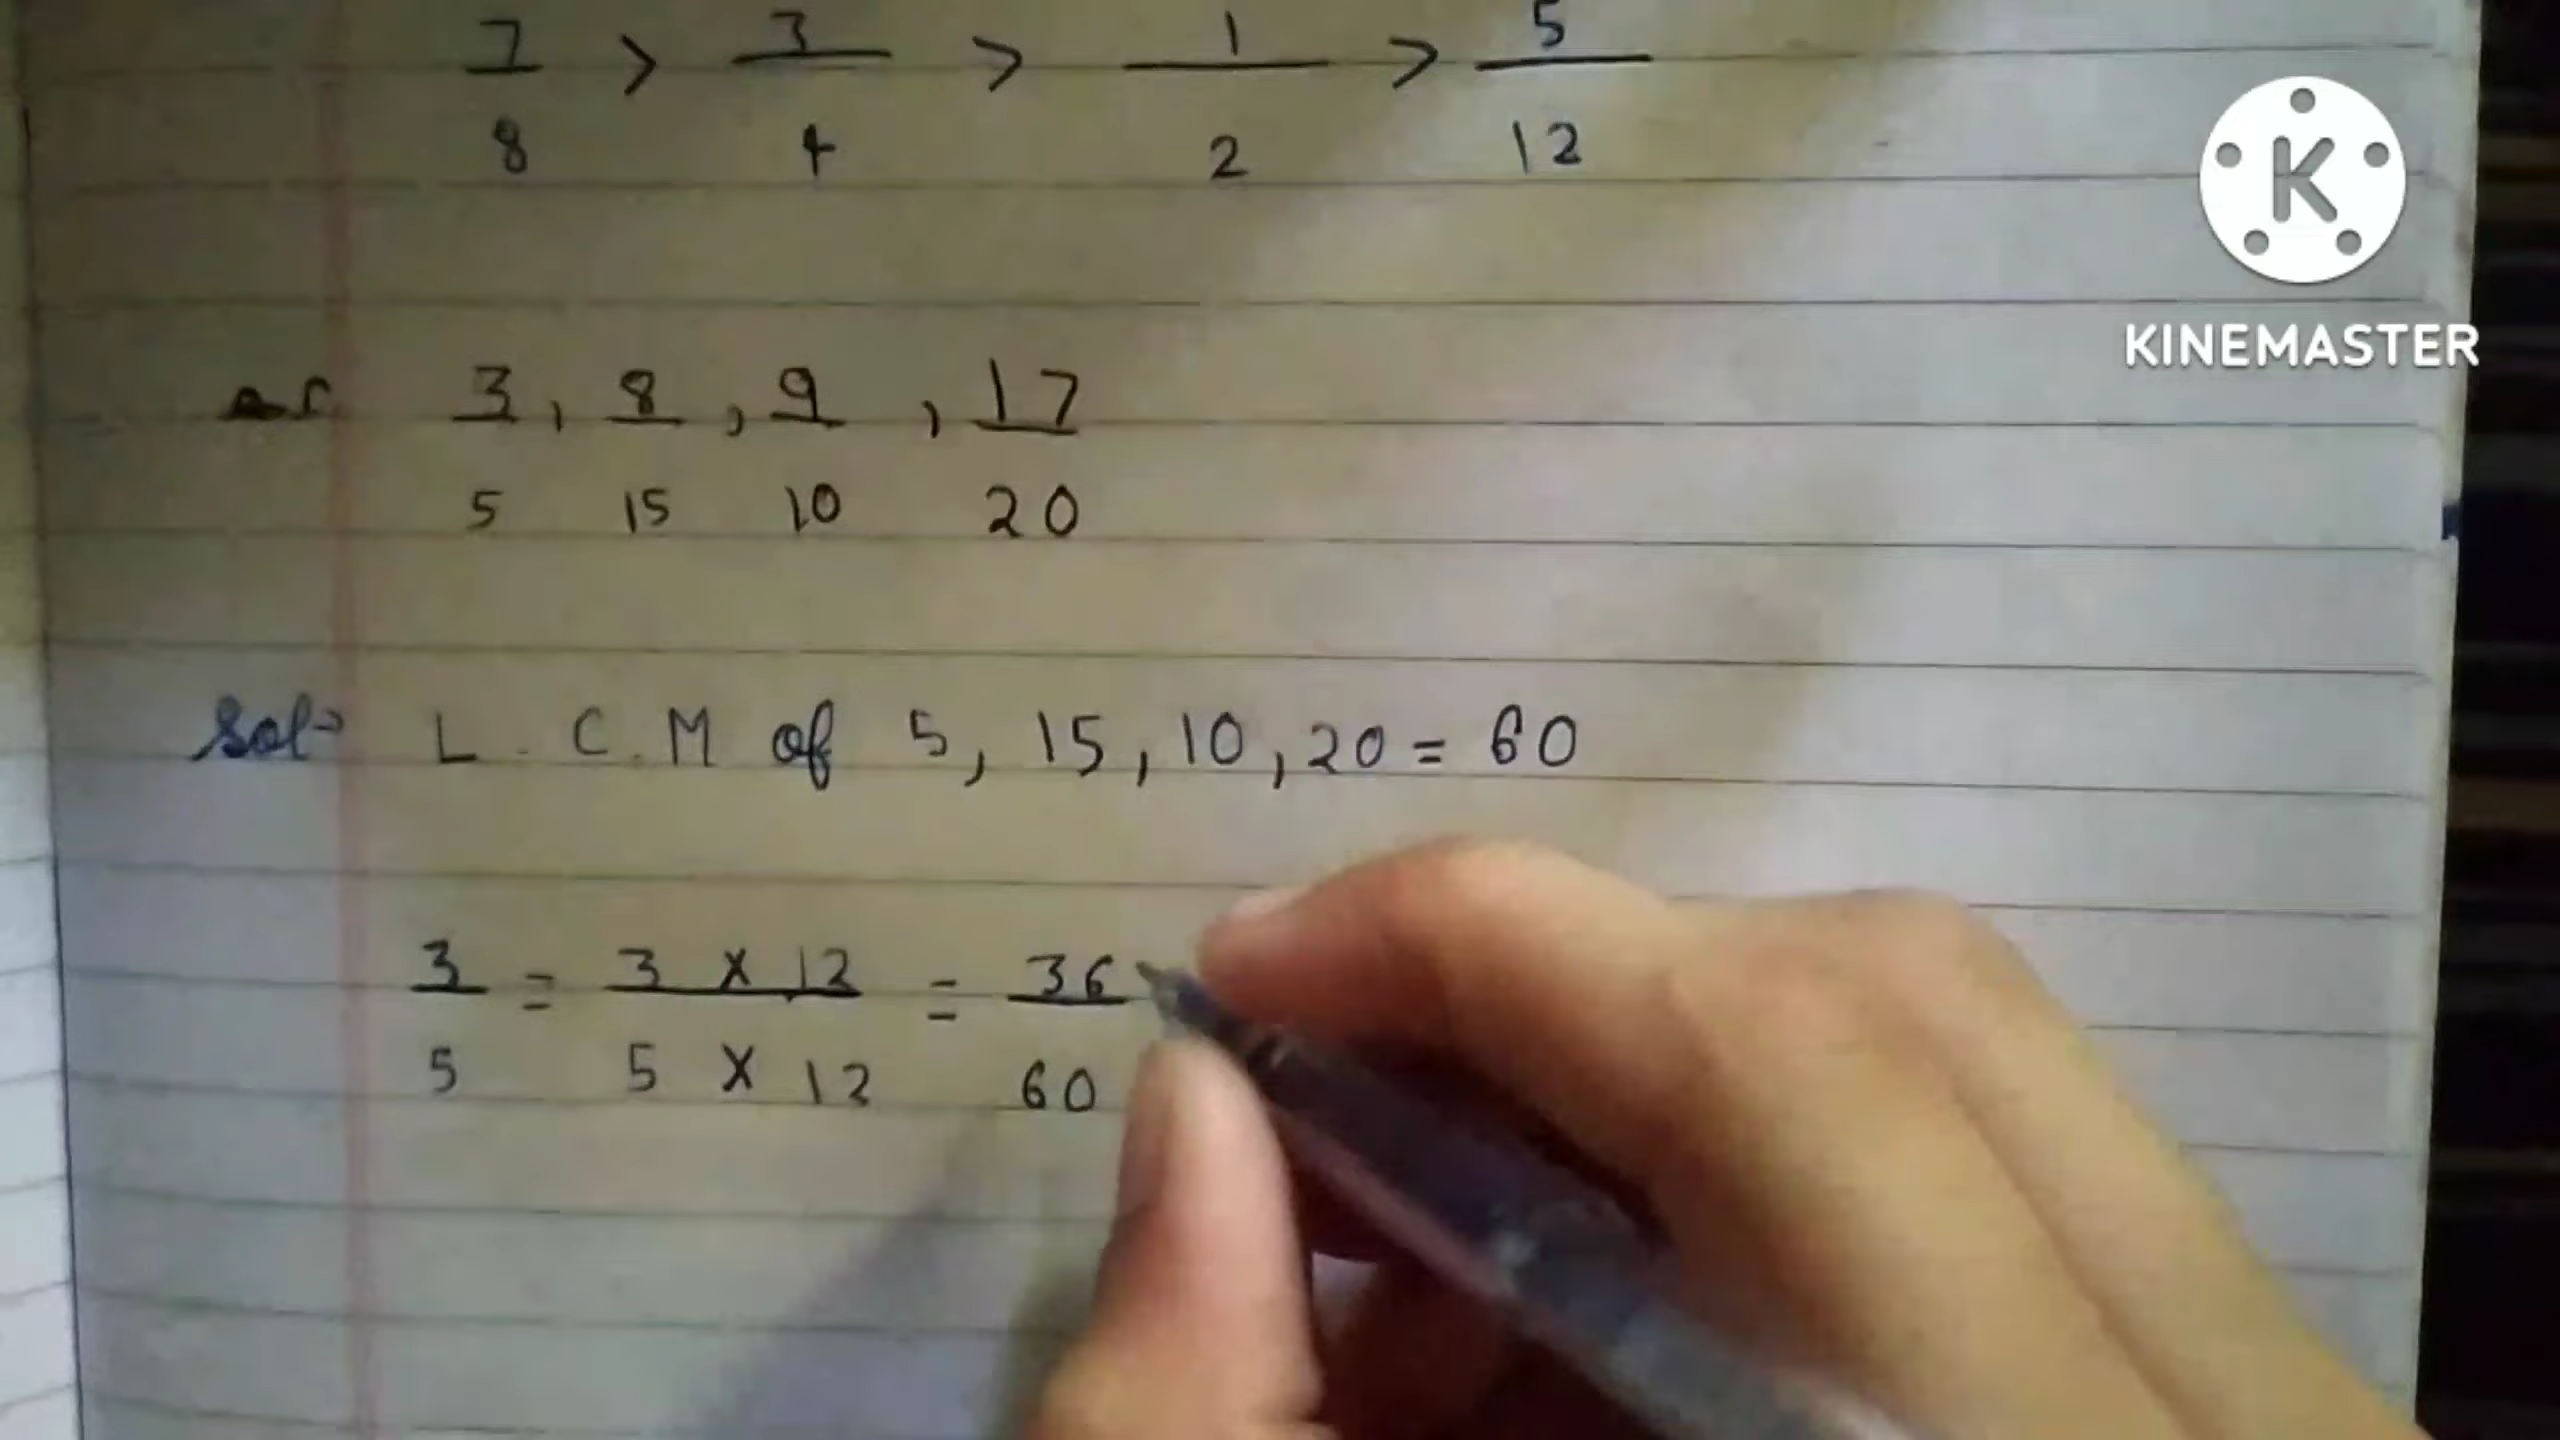 7/8 > 3/4 > 1/2 > 5/12
KINEMASTER
3/5, 8/15, 9/10, 17/20
Sol- L.C.M of 5, 15, 10, 20 = 60
3/5 = 3 X 12/5 X 12 = 36/60